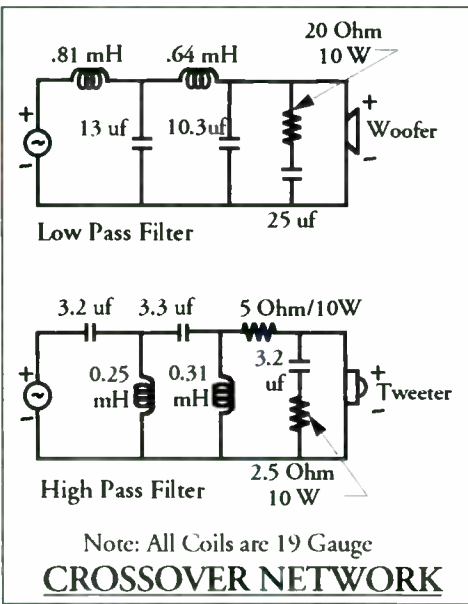 20 Ohm
10 W
.81 mH
.64 mH
+
13 uf
10.3uf
+
Woofer
~
-
-
25 uf
Low Pass Filter
3.2 uf
3.3 uf
5 Ohm/10W
+
0.25
mH
0.31
mH
3.2
uf
+
Tweeter
~
-
-
2.5 Ohm
10 W
High Pass Filter
Note: All Coils are 19 Gauge
CROSSOVER NETWORK